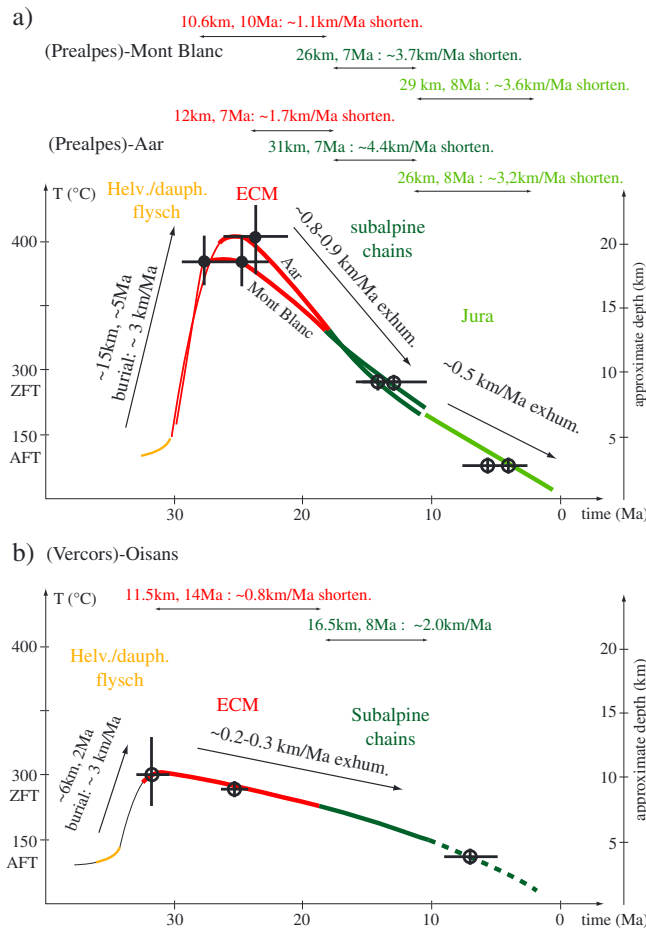 a)
10.6km, 10Ma: ~1.1km/Ma shorten.
(Prealpes)-Mont Blanc
26km, 7Ma : ~3.7km/Ma shorten.
29 km, 8Ma : ~3.6km/Ma shorten.
12km, 7Ma: ~1.7km/Ma shorten.
(Prealpes)-Aar
31km, 7Ma : ~4.4km/Ma shorten.
26km, 8Ma : ~3,2km/Ma shorten.
T (°C)
Helv./dauph.
flysch
ECM
~0.8-0.9 km/Ma exhum.
subalpine
chains
20
400
Aar
Mont Blanc
~15km, ~5Ma
burial: ~ 3 km/Ma
15
Jura
approximate depth (km)
300
ZFT
10
~0.5 km/Ma exhum.
150
AFT
5
30
20
10
0
time (Ma)
b)
(Vercors)-Oisans
11.5km, 14Ma : ~0.8km/Ma shorten.
T (°C)
16.5km, 8Ma : ~2.0km/Ma
400
20
Helv./dauph.
flysch
15
ECM
Subalpine
chains
~0.2-0.3 km/Ma exhum.
~6km, 2Ma
burial: ~ 3 km/Ma
approximate depth (km)
300
ZFT
10
150
AFT
5
30
20
10
0
time (Ma)